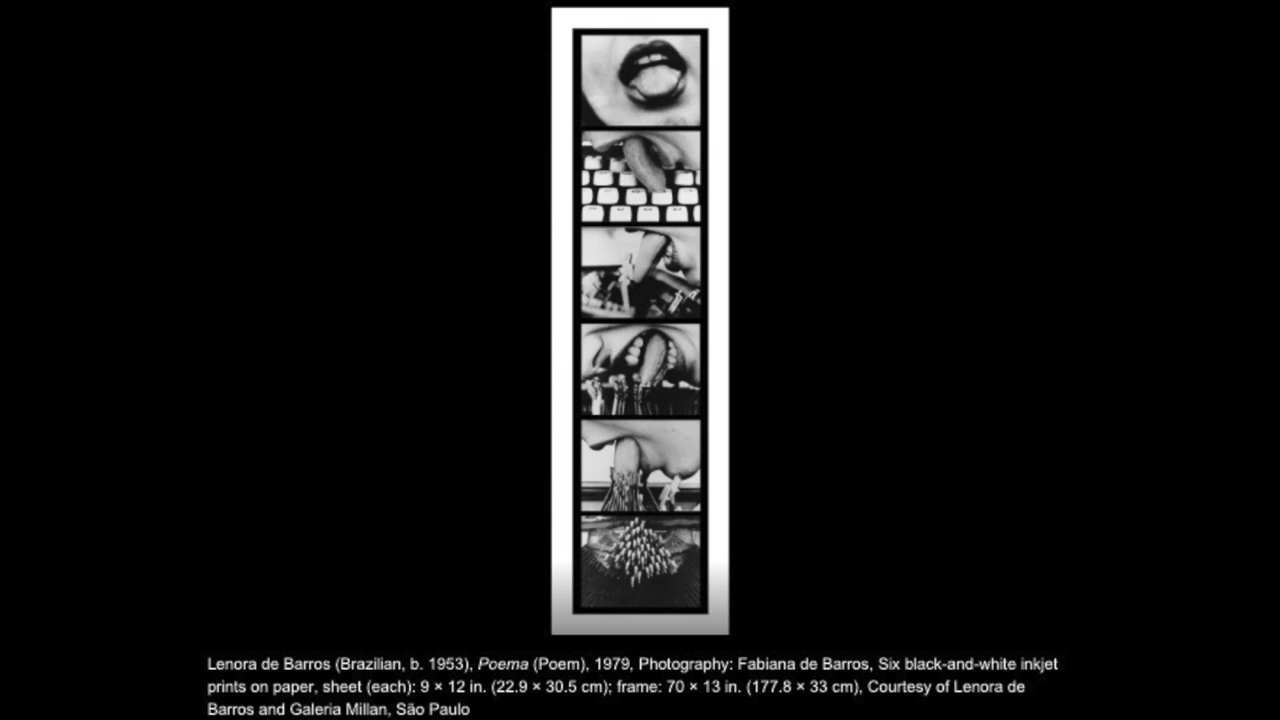 Lenora de Barros (Brazilian, b. 1953), Poema (Poem), 1979, Photography: Fabiana de Barros, Six black-and-white inkjet
prints on paper, sheet (each): 9 × 12 in. (22.9 × 30.5 cm); frame: 70 × 13 in. (177.8 × 33 cm), Courtesy of Lenora de
Barros and Galeria Millan, São Paulo